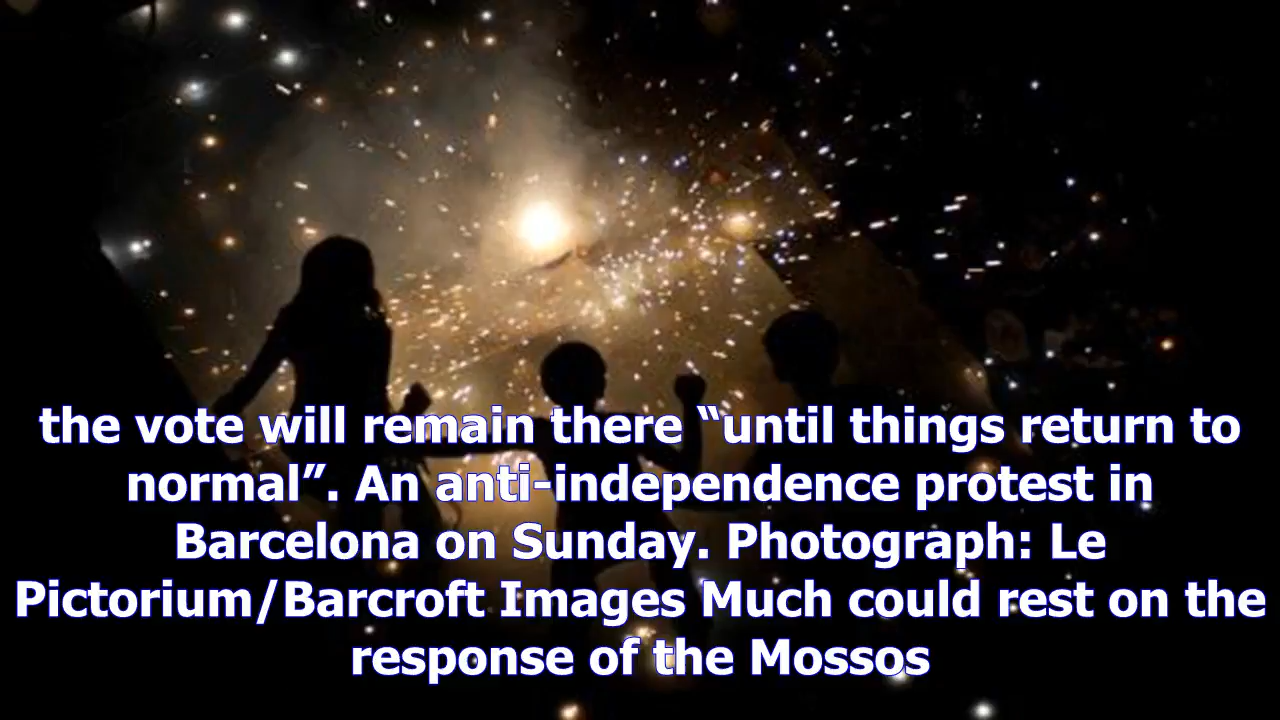 the vote will remain there “until things return to
normal”. An anti-independence protest in
Barcelona on Sunday. Photograph: Le
Pictorium/Barcroft Images Much could rest on the
response of the Mossos